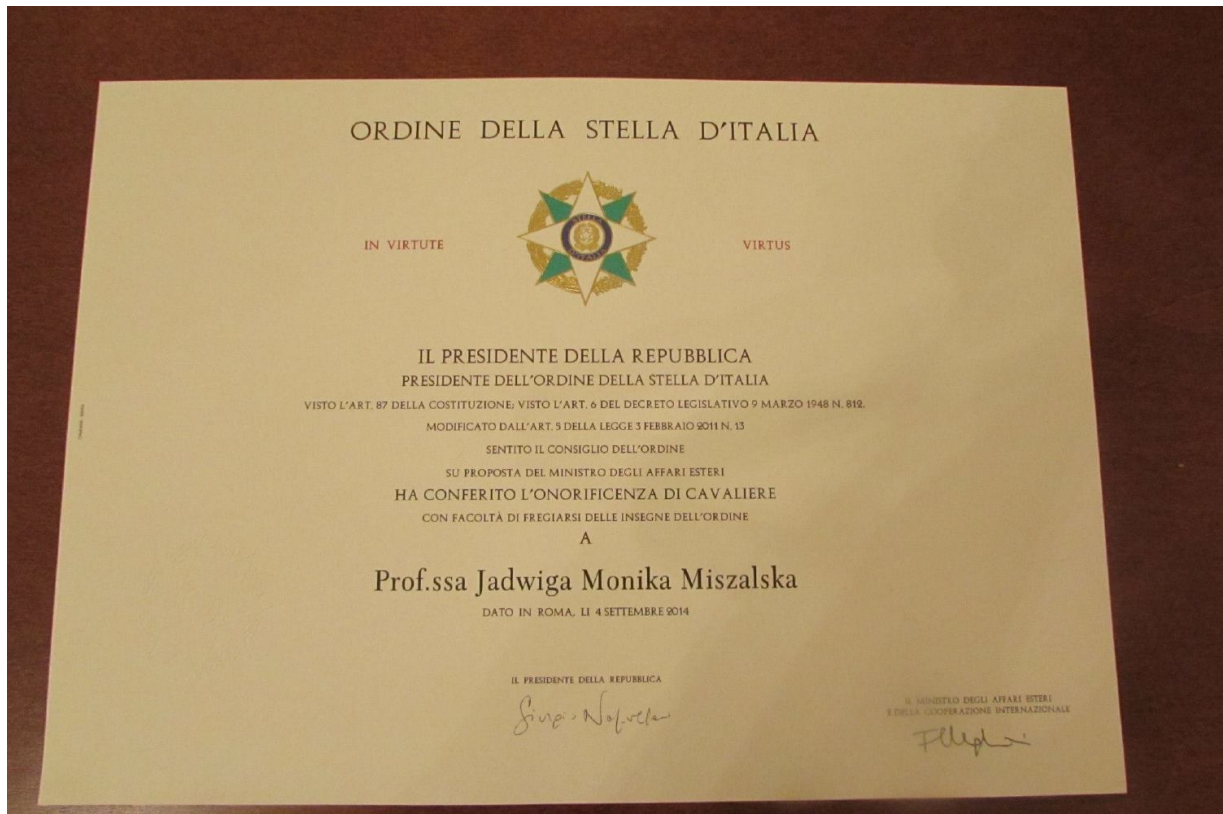 ORDINE DELLA STELLA D'ITALIA
IN VIRTUTE
STELLA D'ITALIA
VIRTUS
IL PRESIDENTE DELLA REPUBBLICA
PRESIDENTE DELL'ORDINE DELLA STELLA D'ITALIA
VISTO L'ART. 87 DELLA COSTITUZIONE; VISTO L'ART. 6 DEL DECRETO LEGISLATIVO 9 MARZO 1948 N. 812,
MODIFICATO DALL'ART. 5 DELLA LEGGE 3 FEBBRAIO 2011 N. 13
SENTITO IL CONSIGLIO DELL'ORDINE
SU PROPOSTA DEL MINISTRO DEGLI AFFARI ESTERI
HA CONFERITO L'ONORIFICENZA DI CAVALIERE
CON FACOLTÀ DI FREGIARSI DELLE INSEGNE DELL'ORDINE
A
Prof.ssa Jadwiga Monika Miszalska
DATO IN ROMA, LI 4 SETTEMBRE 2014
IL PRESIDENTE DELLA REPUBBLICA
IL MINISTRO DEGLI AFFARI ESTERI
E DELLA COOPERAZIONE INTERNAZIONALE